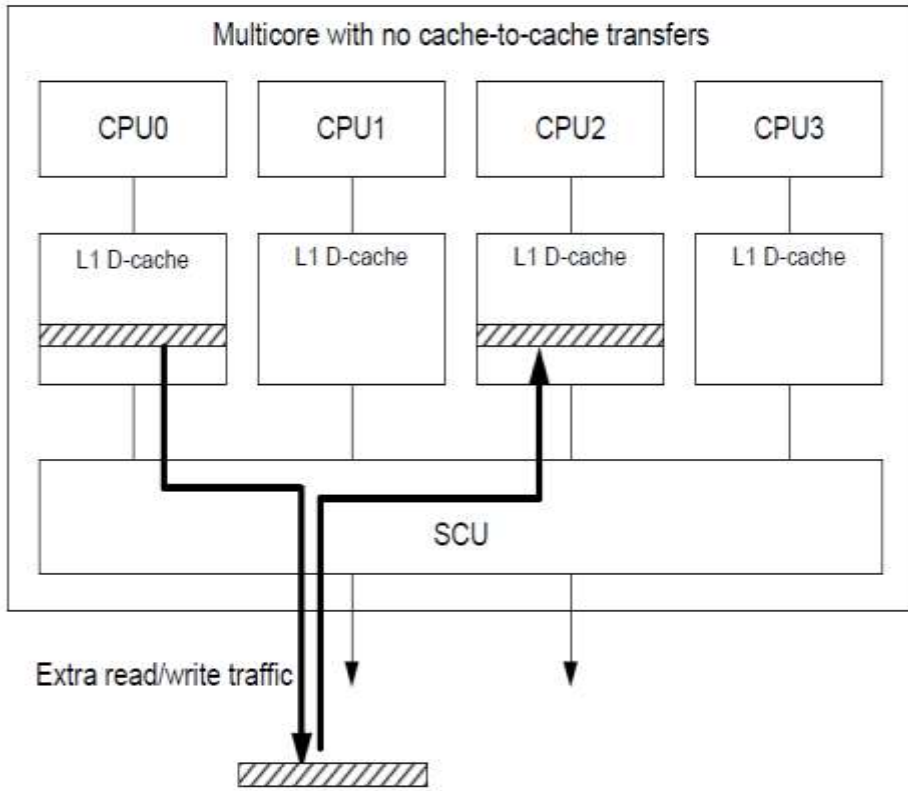 Multicore with no cache-to-cache transfers
CPU0
CPU1
CPU2
CPU3
L1 D-cache
L1 D-cache
L1 D-cache
L1 D-cache
SCU
Extra read/write traffic